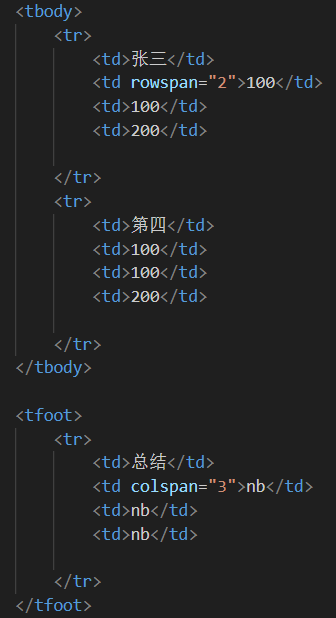 <tbody>
<tr>
<td>张三</td>
<td rowspan="2">100</td>
<td>100</td>
<td>200</td>
</tr>
<tr>
<td>第四</td>
<td>100</td>
<td>100</td>
<td>200</td>
</tr>
</tbody>
<tfoot>
<tr>
<td>总结</td>
<td colspan="3">nb</td>
<td>nb</td>
<td>nb</td>
</tr>
</tfoot>